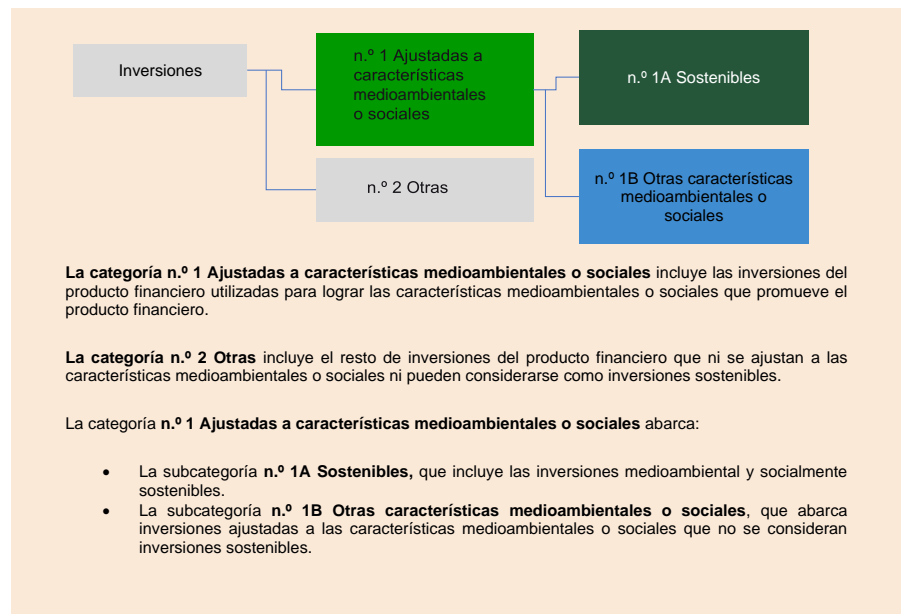 Inversiones
n.º 1 Ajustadas a
características
medioambientales
o sociales
n.º 2 Otras
n.º 1A Sostenibles
n.º 1B Otras características
medioambientales o
sociales
La categoría n.º 1 Ajustadas a características medioambientales o sociales incluye las inversiones del
producto financiero utilizadas para lograr las características medioambientales o sociales que promueve el
producto financiero.
La categoría n.º 2 Otras incluye el resto de inversiones del producto financiero que ni se ajustan a las
características medioambientales o sociales ni pueden considerarse como inversiones sostenibles.
La categoría n.º 1 Ajustadas a características medioambientales o sociales abarca:
• La subcategoría n.º 1A Sostenibles, que incluye las inversiones medioambiental y socialmente
sostenibles.
• La subcategoría n.º 1B Otras características medioambientales o sociales, que abarca
inversiones ajustadas a las características medioambientales o sociales que no se consideran
inversiones sostenibles.